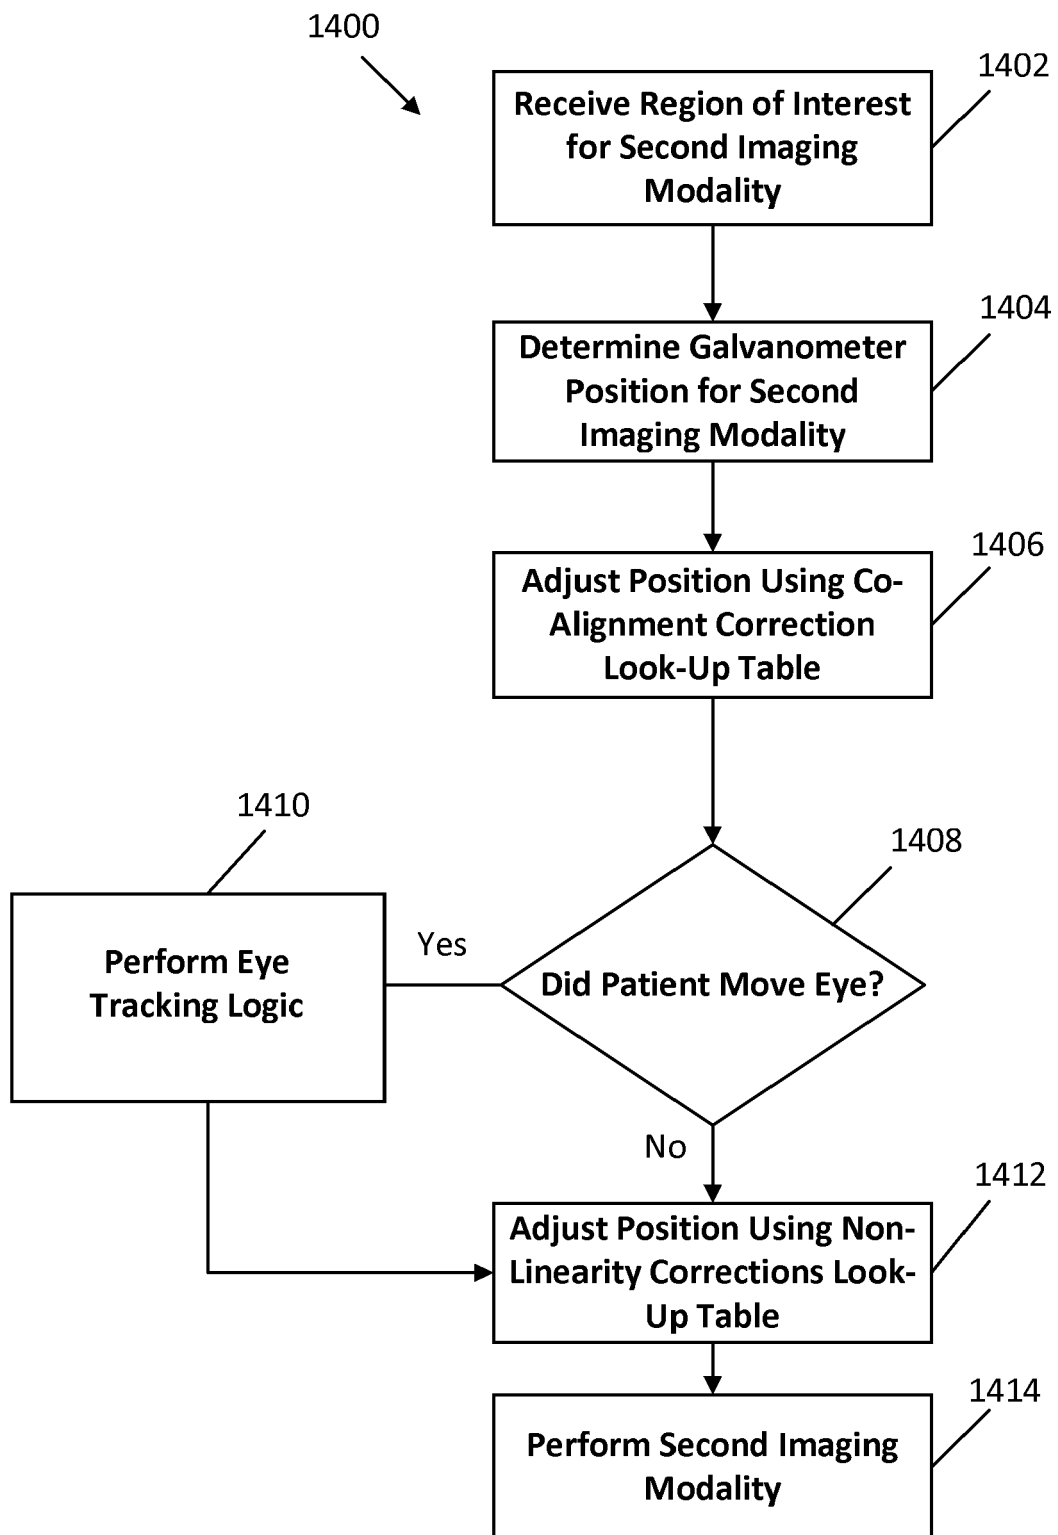 1400
1402
Receive Region of Interest
for Second Imaging
Modality
1404
Determine Galvanometer
Position for Second
Imaging Modality
1406
Adjust Position Using Co-
Alignment Correction
Look-Up Table
1410
1408
Perform Eye
Tracking Logic
Yes
Did Patient Move Eye?
No
1412
Adjust Position Using Non-
Linearity Corrections Look-
Up Table
1414
Perform Second Imaging
Modality